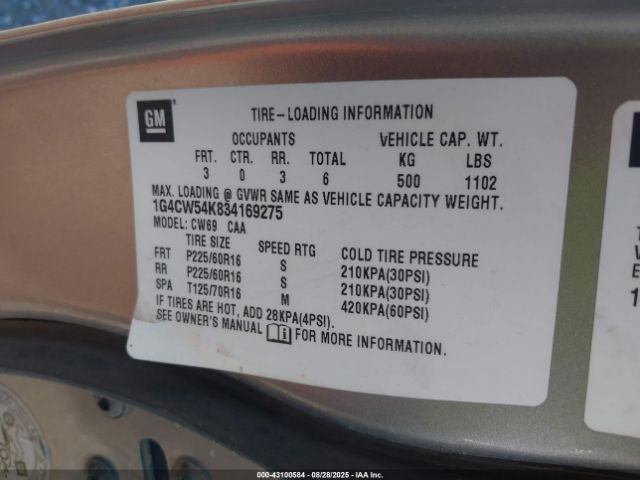 GM
TIRE-LOADING INFORMATION
OCCUPANTS VEHICLE CAP. WT.
FRT. CTR. RR. TOTAL KG LBS
3 0 3 6 500 1102
MAX. LOADING @ GVWR SAME AS VEHICLE CAPACITY WEIGHT.
1G4CW54K834169275
MODEL: CW69 CAA
TIRE SIZE SPEED RTG COLD TIRE PRESSURE
FRT P225/60R16 S 210KPA(30PSI)
RR P225/60R16 S 210KPA(30PSI)
SPA T125/70R16 M 420KPA(60PSI)
IF TIRES ARE HOT, ADD 28KPA(4PSI).
SEE OWNER'S MANUAL FOR MORE INFORMATION.
000-43100584 | 08/28/2025 | IAA, Inc.